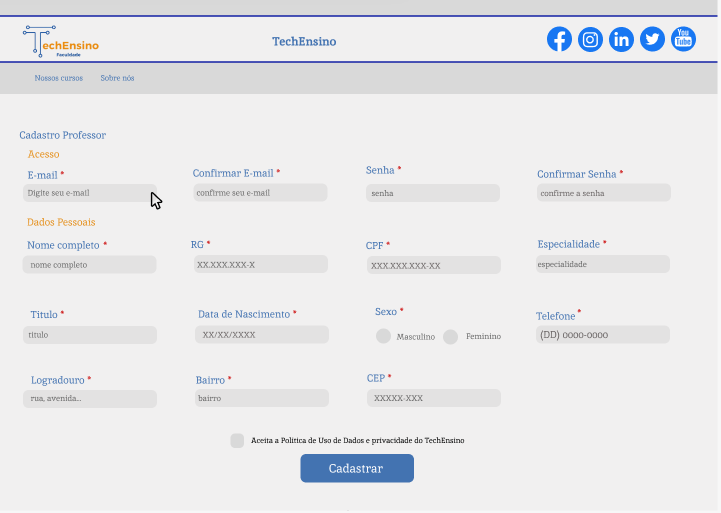 TechEnsino
Faculdade
TechEnsino
You
Tube
Nossos cursos Sobre nós
Cadastro Professor
Acesso
E-mail * Confirmar E-mail * Senha * Confirmar Senha *
Digite seu e-mail confirme seu e-mail senha confirme a senha
Dados Pessoais
Nome completo * RG * CPF * Especialidade *
nome completo XX.XXX.XXX-X XXX.XXX.XXX-XX especialidade
Título * Data de Nascimento * Sexo * Telefone *
título XX/XX/XXXX Masculino Feminino (DD) 0000-0000
Logradouro * Bairro * CEP *
rua, avenida... bairro XXXXX-XXX
Aceita a Política de Uso de Dados e privacidade do TechEnsino
Cadastrar